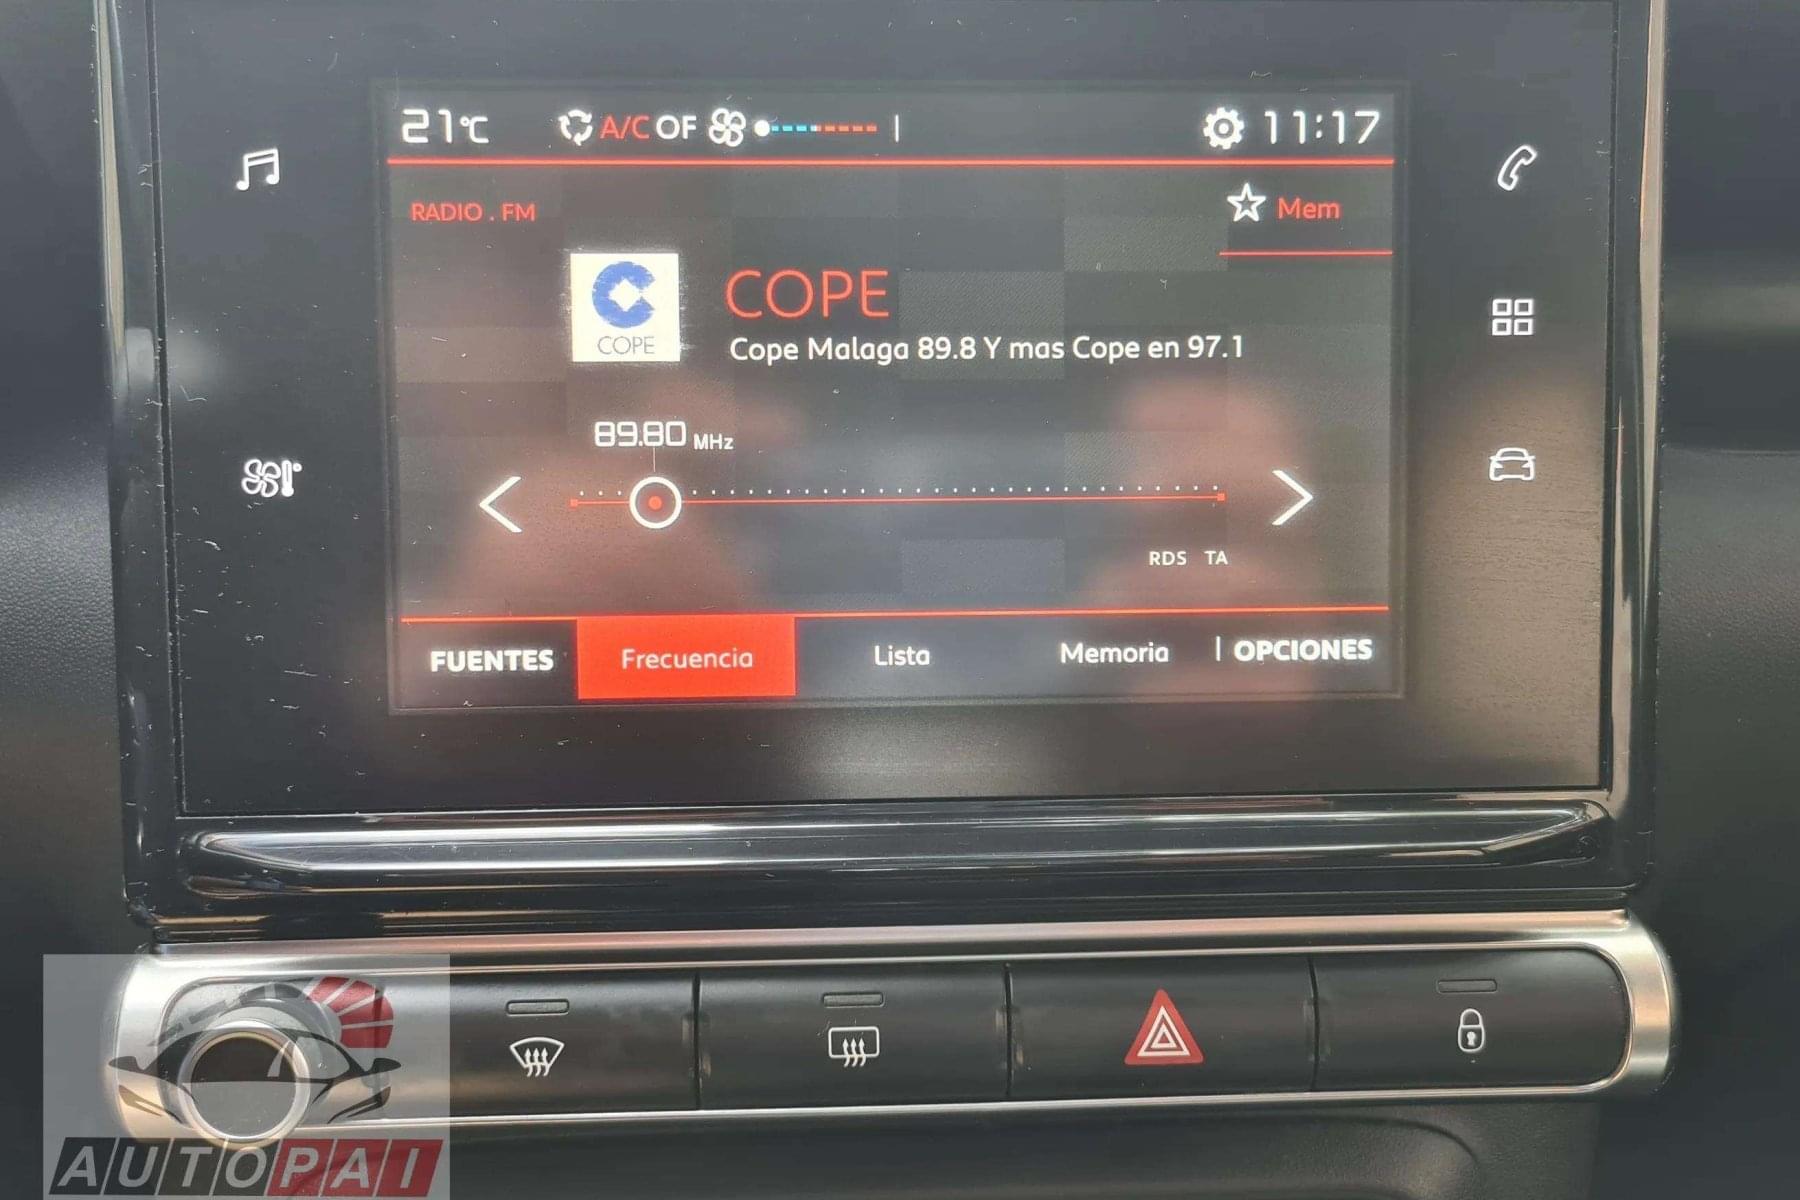 21°C A/C OF 11:17
RADIO . FM
Mem
COPE
COPE
Cope Malaga 89.8 Y mas Cope en 97.1
89.80 MHz
RDS TA
FUENTES Frecuencia Lista Memoria OPCIONES
AUTOPAI